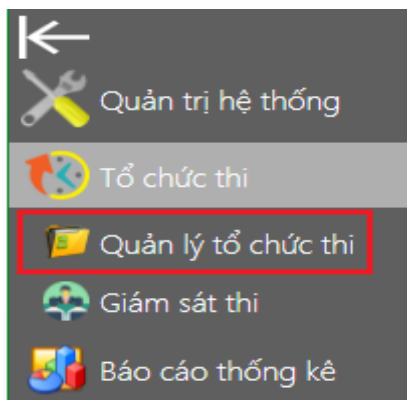 Quản trị hệ thống
Tổ chức thi
Quản lý tổ chức thi
Giám sát thi
Báo cáo thống kê